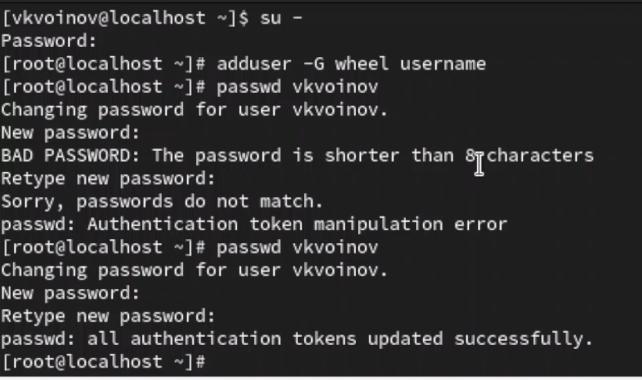 [vkvoinov@localhost ~]$ su -
Password:
[root@localhost ~]# adduser -G wheel username
[root@localhost ~]# passwd vkvoinov
Changing password for user vkvoinov.
New password:
BAD PASSWORD: The password is shorter than 8 characters
Retype new password:
Sorry, passwords do not match.
passwd: Authentication token manipulation error
[root@localhost ~]# passwd vkvoinov
Changing password for user vkvoinov.
New password:
Retype new password:
passwd: all authentication tokens updated successfully.
[root@localhost ~]#